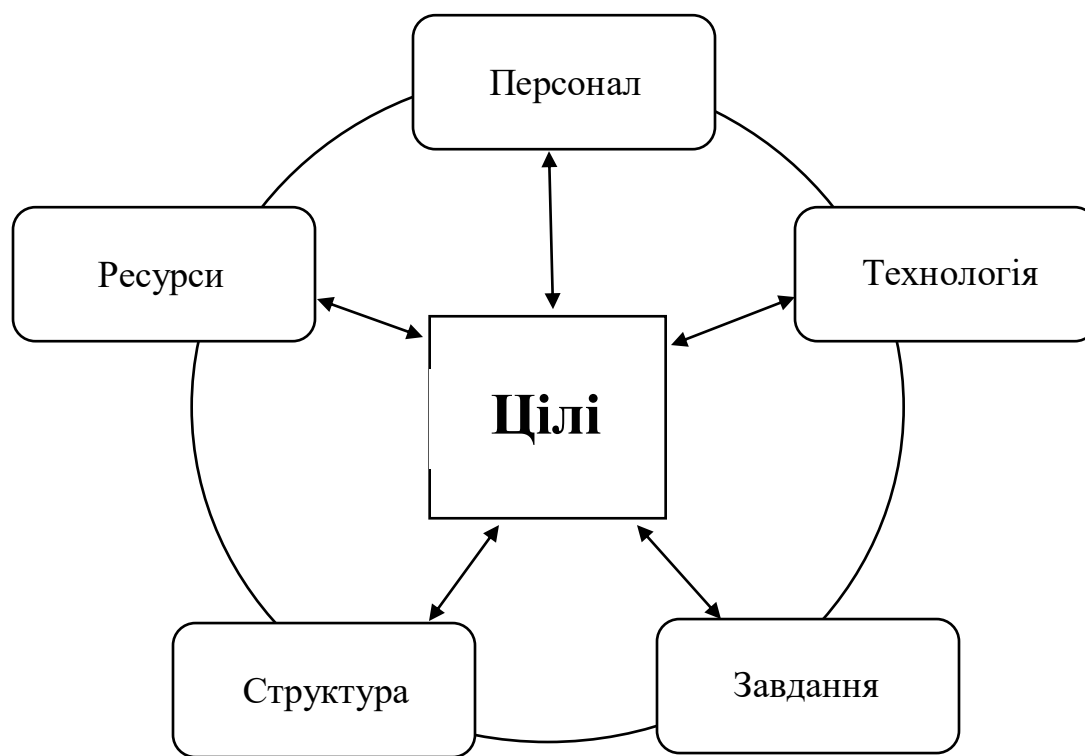 Персонал
Ресурси
Технологія
Цілі
Структура
Завдання